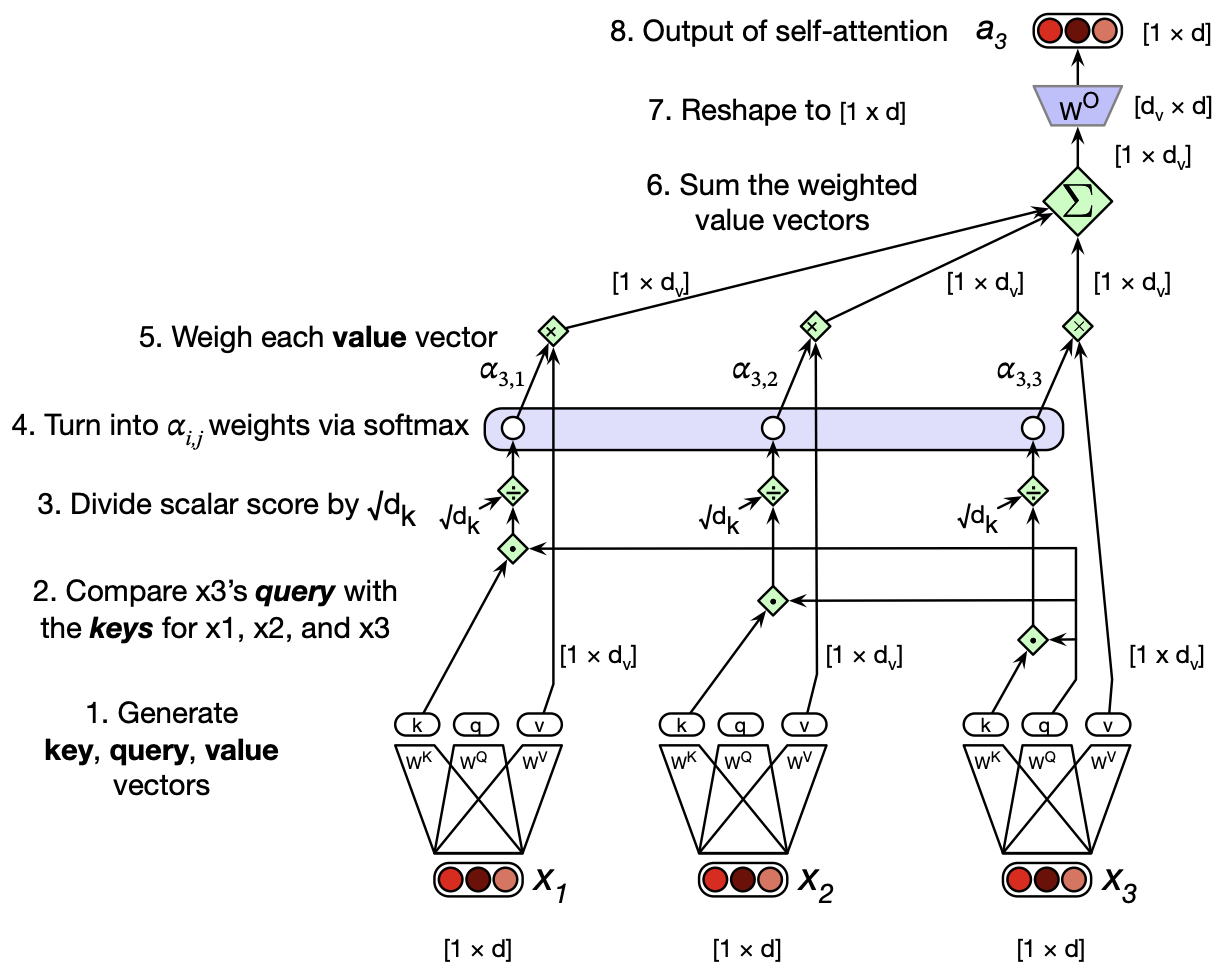 8. Output of self-attention a3 [1 × d]
7. Reshape to [1 x d] WO [dv × d]
[1 × dv]
6. Sum the weighted
value vectors
Σ
[1 × dv] [1 × dv] [1 × dv]
5. Weigh each value vector × × ×
α3,1 α3,2 α3,3
4. Turn into αi,j weights via softmax
÷ ÷ ÷
3. Divide scalar score by √dk √dk √dk √dk
2. Compare x3’s query with
the keys for x1, x2, and x3
[1 × dv] [1 × dv] [1 x dv]
1. Generate
key, query, value
vectors
k q v k q v k q v
WK WQ WV WK WQ WV WK WQ WV
x1 x2 x3
[1 × d] [1 × d] [1 × d]